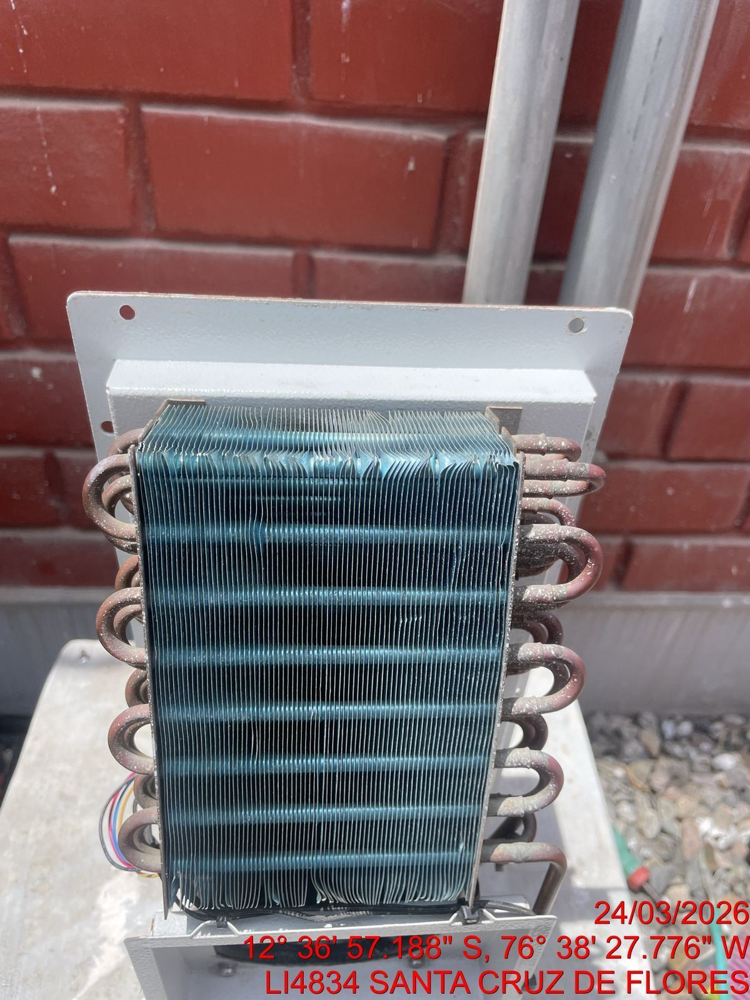 24/03/2026
12° 36' 57.188" S, 76° 38' 27.776" W
LI4834 SANTA CRUZ DE FLORES